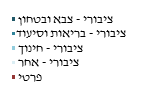 ציבורי - צבא ובטחון
ציבורי - בריאות וסיעוד
ציבורי - חינוך
ציבורי - אחר
פרטי